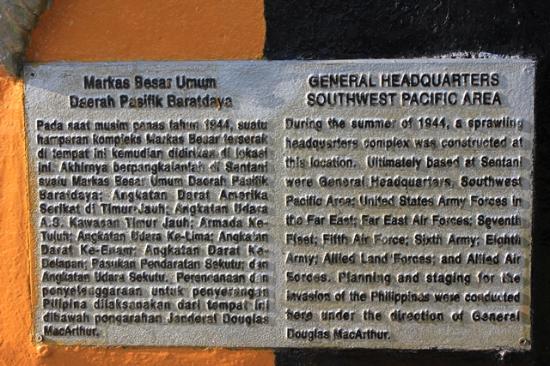 Markas Besar Umum
Daerah Pasifik Baratdaya
Pada saat musim panas tahun 1944, suatu
hamparan kompleks Markas Besar terserak
di tempat ini kemudian didirikan di lokasi
ini. Akhirnya berpangkalanlah di Sentani
suatu Markas Besar Umum Daerah Pasifik
Baratdaya; Angkatan Darat Amerika
Serikat di Timur Jauh; Angkatan Udara
A.S. Kawasan Timur Jauh; Armada Ke-
Tujuh; Angkatan Udara Ke-Lima; Angkatan
Darat Ke-Enam; Angkatan Darat Ke-
Delapan; Pasukan Pendaratan Sekutu; dan
Angkatan Udara Sekutu. Perencanaan dan
penyelenggaraan untuk penyerangan
Pilipina dilaksanakan dari tempat ini
dibawah pengarahan Janderal Douglas
MacArthur.
GENERAL HEADQUARTERS
SOUTHWEST PACIFIC AREA
During the summer of 1944, a sprawling
headquarters complex was constructed at
this location. Ultimately based at Sentani
were General Headquarters, Southwest
Pacific Area; United States Army Forces in
the Far East; Far East Air Forces; Seventh
Fleet; Fifth Air Force; Sixth Army; Eighth
Army; Allied Land Forces; and Allied Air
Forces. Planning and staging for the
invasion of the Philippines were conducted
here under the direction of General
Douglas MacArthur.